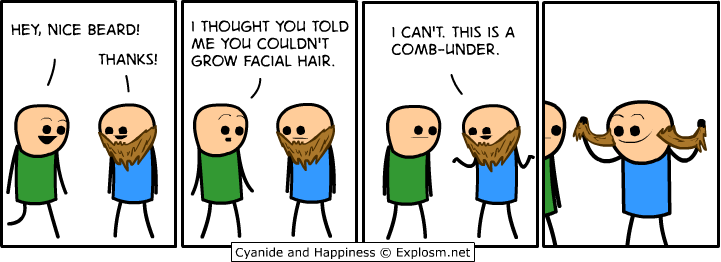 HEY, NICE BEARD!
THANKS!
I THOUGHT YOU TOLD
ME YOU COULDN'T
GROW FACIAL HAIR.
I CAN'T. THIS IS A
COMB-UNDER.
Cyanide and Happiness © Explosm.net